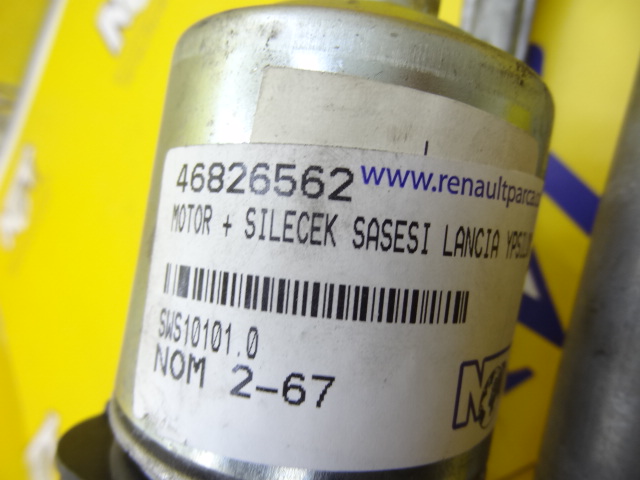 46826562
www.renaultparca
MOTOR + SILECEK SASESI LANCIA
SWS10101.0
NOM 2-67